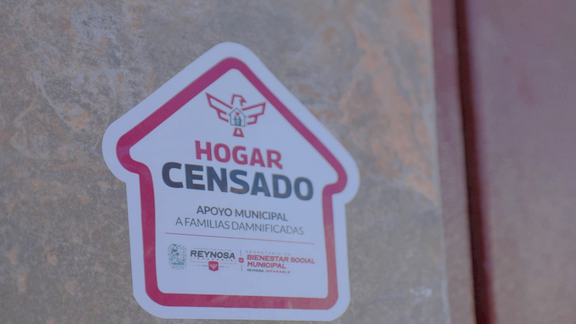 HOGAR
CENSADO
APOYO MUNICIPAL
A FAMILIAS DAMNIFICADAS
REYNOSA
BIENESTAR SOCIAL
MUNICIPAL